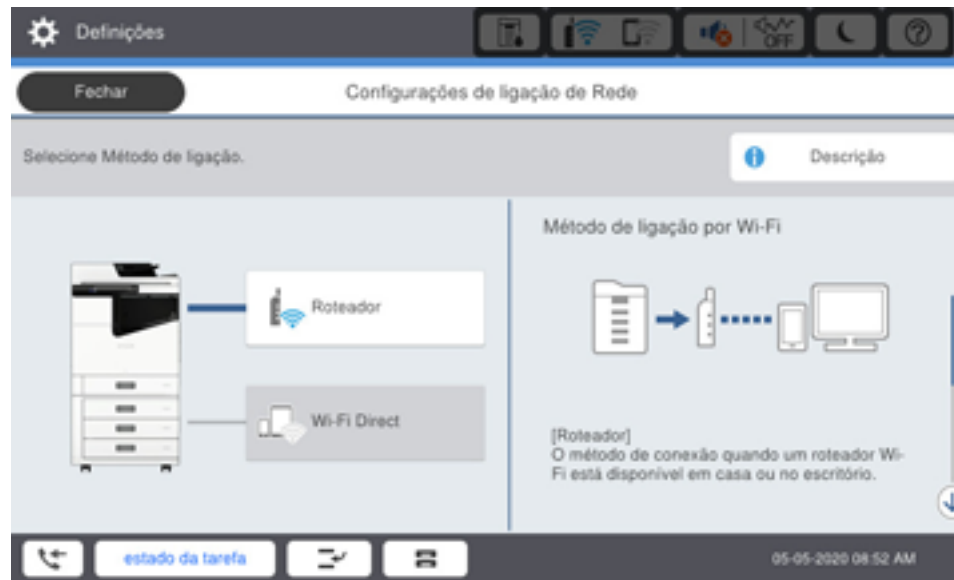 Definições
OFF
Fechar
Configurações de ligação de Rede
Selecione Método de ligação.
i
Descrição
Método de ligação por Wi-Fi
Roteador
Wi-Fi Direct
[Roteador]
O método de conexão quando um roteador Wi-
Fi está disponível em casa ou no escritório.
estado da tarefa
05-05-2020 08:52 AM